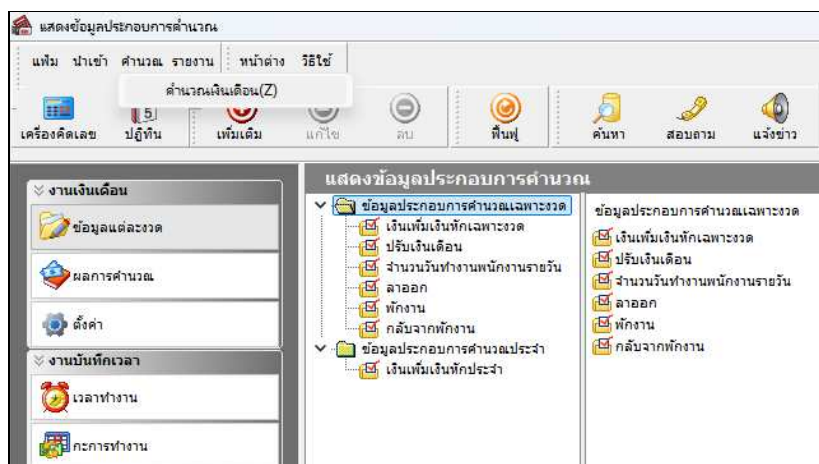 แสดงข้อมูลประกอบการคำนวณ
แฟ้ม นำเข้า คำนวณ รายงาน หน้าต่าง วิธีใช้
คำนวณเงินเดือน(Z)
เครื่องคิดเลข ปฏิทิน เพิ่มเติม แก้ไข ลบ ฟื้นฟู ค้นหา สอบถาม แจ้งข่าว
งานเงินเดือน
ข้อมูลแต่ละงวด
ผลการคำนวณ
ตั้งค่า
งานบันทึกเวลา
เวลาทำงาน
กะการทำงาน
แสดงข้อมูลประกอบการคำนวณ
ข้อมูลประกอบการคำนวณเฉพาะงวด
เงินเพิ่มเงินหักเฉพาะงวด
ปรับเงินเดือน
จำนวนวันทำงานพนักงานรายวัน
ลาออก
พักงาน
กลับจากพักงาน
ข้อมูลประกอบการคำนวณประจำ
เงินเพิ่มเงินหักประจำ
ข้อมูลประกอบการคำนวณเฉพาะงวด
เงินเพิ่มเงินหักเฉพาะงวด
ปรับเงินเดือน
จำนวนวันทำงานพนักงานรายวัน
ลาออก
พักงาน
กลับจากพักงาน